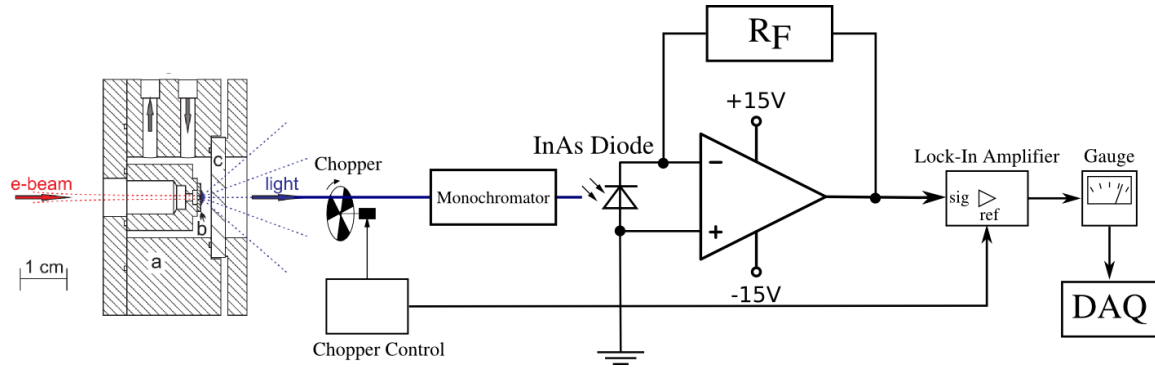 e-beam
1 cm
a
b
c
light
Chopper
Chopper Control
Monochromator
InAs Diode
RF
+15V
−
+
-15V
Lock-In Amplifier
sig
ref
Gauge
DAQ